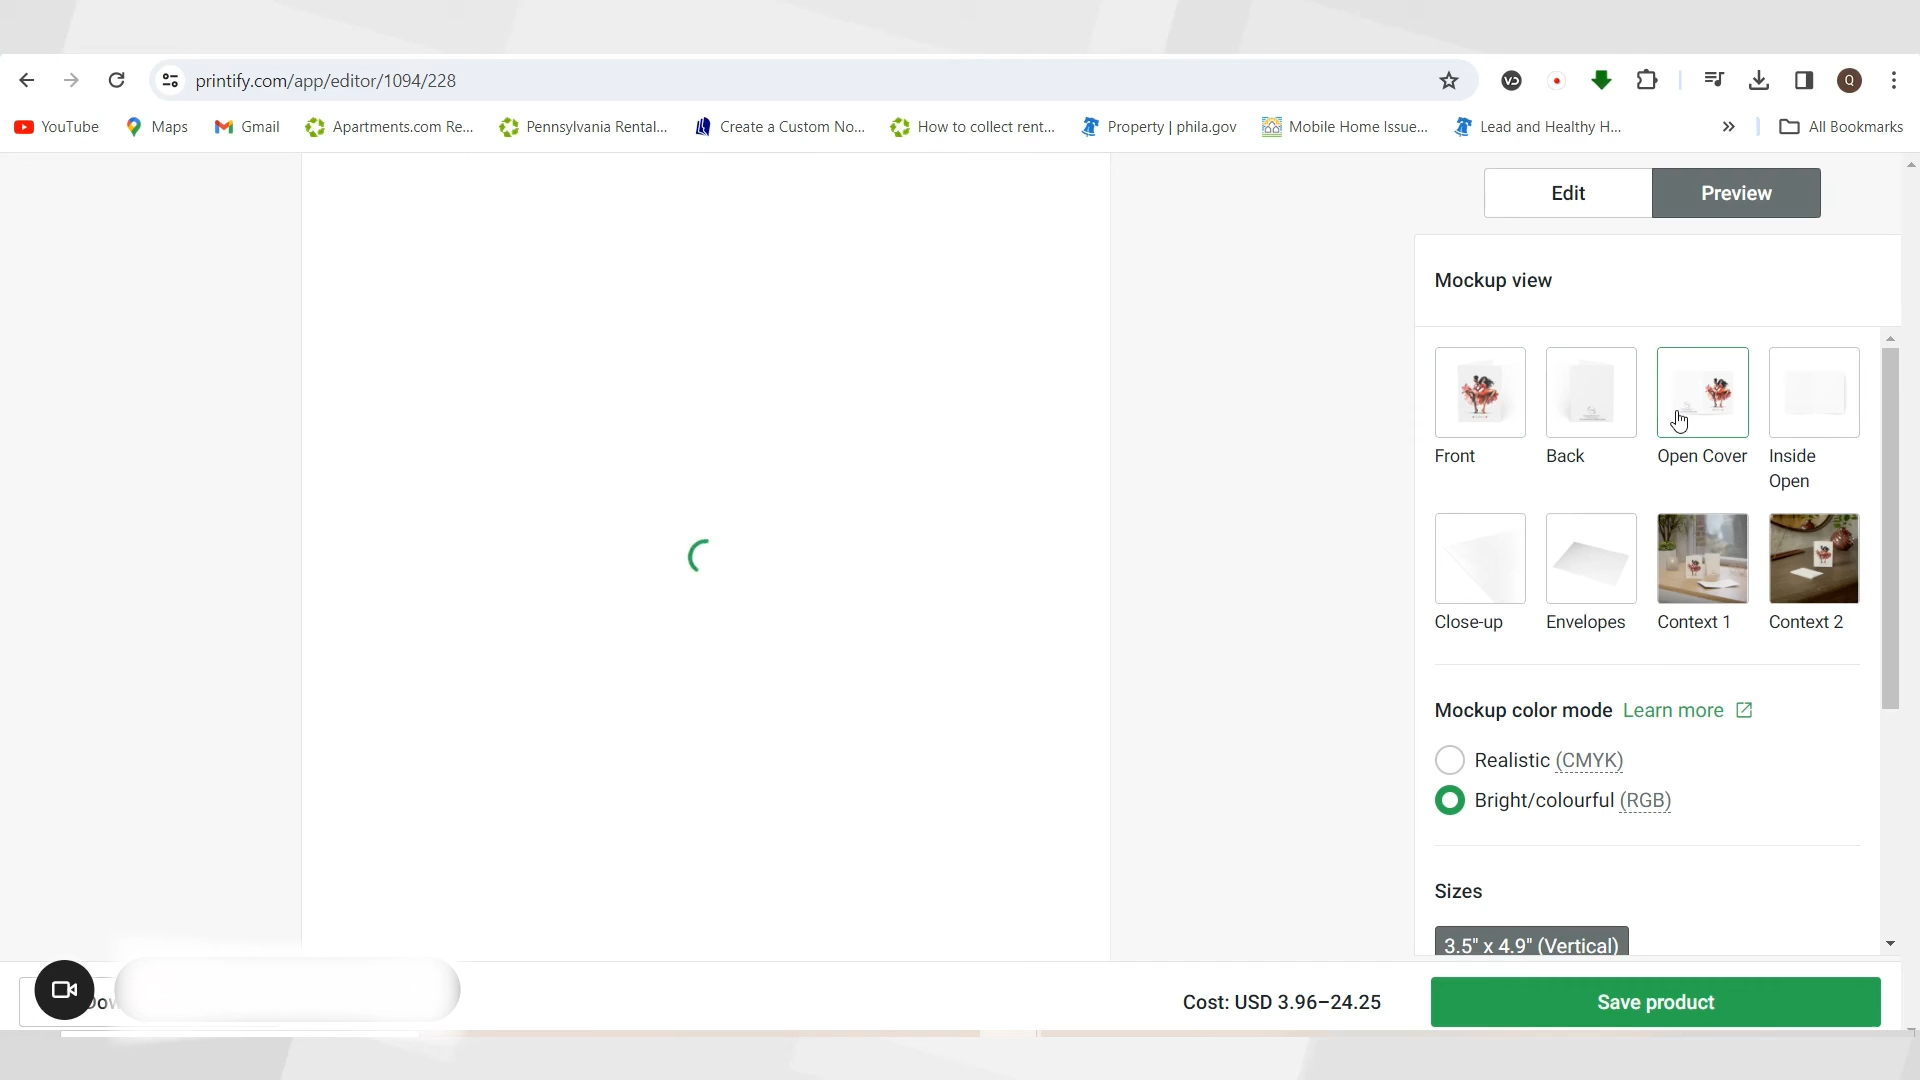 printify.com/app/editor/1094/228
YouTube
Maps
Gmail
Apartments.com Re...
Pennsylvania Rental...
Create a Custom No...
How to collect rent...
Property | phila.gov
Mobile Home Issue...
Lead and Healthy H...
All Bookmarks
Q
Edit
Preview
Mockup view
Front
Back
Open Cover
Inside
Open
Close-up
Envelopes
Context 1
Context 2
Mockup color mode Learn more
Realistic (CMYK)
Bright/colourful (RGB)
Sizes
3.5" x 4.9" (Vertical)
Cost: USD 3.96–24.25
Save product